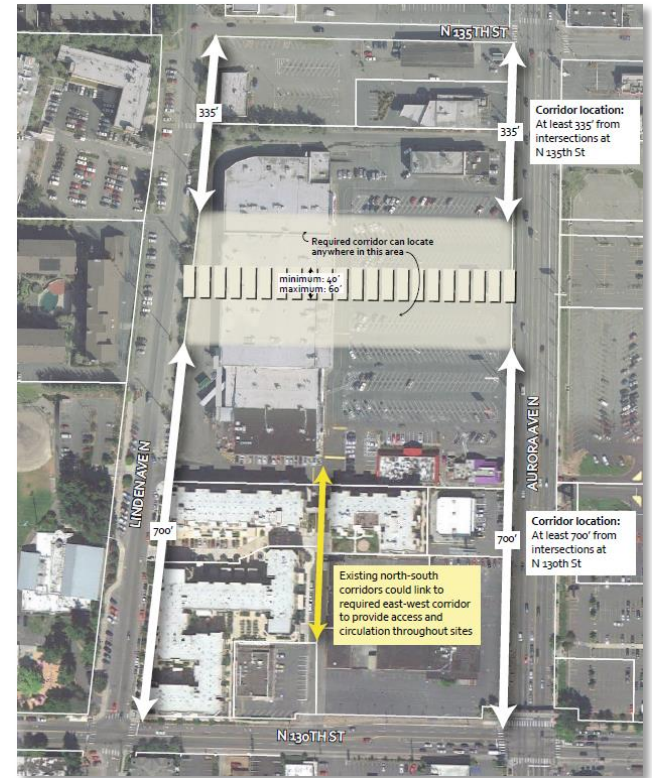 N 135TH ST
335'
335'
Corridor location:
At least 335' from
intersections at
N 135th St
Required corridor can locate
anywhere in this area
minimum: 40'
maximum: 60'
LINDEN AVE N
AURORA AVE N
700'
700'
Corridor location:
At least 700' from
intersections at
N 130th St
Existing north-south
corridors could link to
required east-west corridor
to provide access and
circulation throughout sites
N 130TH ST